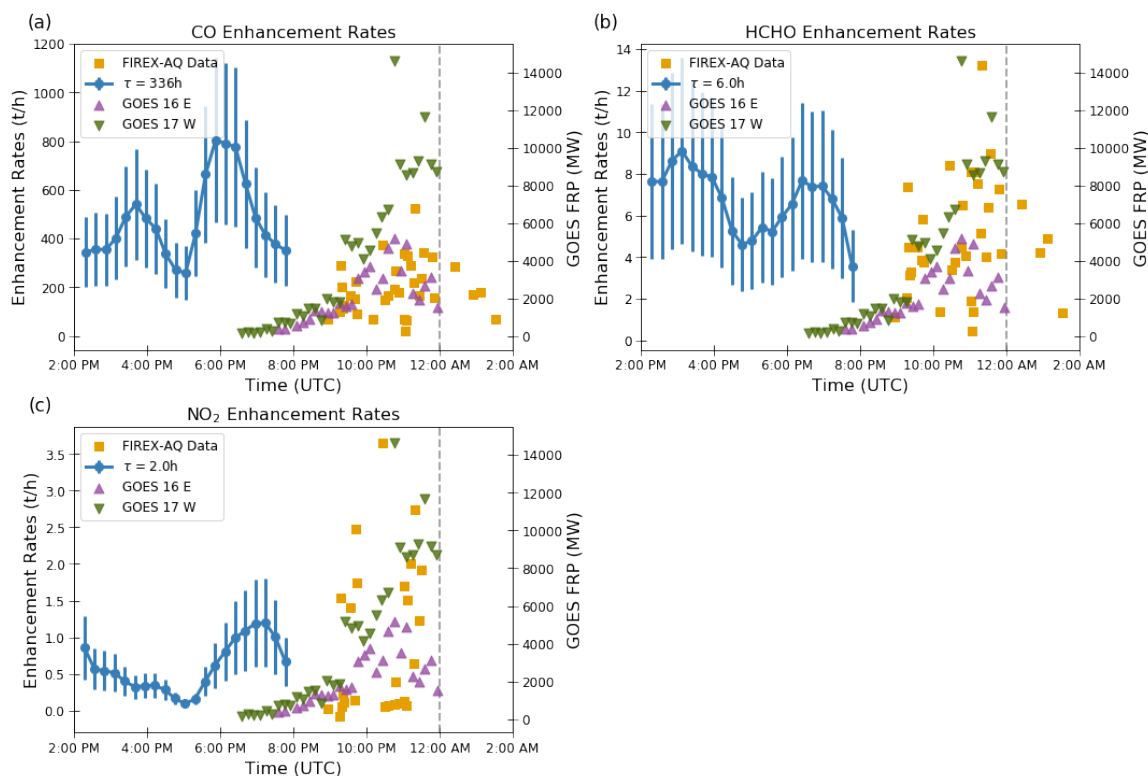 (a)
CO Enhancement Rates
FIREX-AQ Data
τ = 336h
GOES 16 E
GOES 17 W
1200
1000
800
600
400
200
0
Enhancement Rates (t/h)
14000
12000
10000
8000
6000
4000
2000
0
GOES FRP (MW)
2:00 PM 4:00 PM 6:00 PM 8:00 PM 10:00 PM 12:00 AM 2:00 AM
Time (UTC)
(b)
HCHO Enhancement Rates
FIREX-AQ Data
τ = 6.0h
GOES 16 E
GOES 17 W
14
12
10
8
6
4
2
0
Enhancement Rates (t/h)
14000
12000
10000
8000
6000
4000
2000
0
GOES FRP (MW)
2:00 PM 4:00 PM 6:00 PM 8:00 PM 10:00 PM 12:00 AM 2:00 AM
Time (UTC)
(c)
NO₂ Enhancement Rates
FIREX-AQ Data
τ = 2.0h
GOES 16 E
GOES 17 W
3.5
3.0
2.5
2.0
1.5
1.0
0.5
0.0
Enhancement Rates (t/h)
14000
12000
10000
8000
6000
4000
2000
0
GOES FRP (MW)
2:00 PM 4:00 PM 6:00 PM 8:00 PM 10:00 PM 12:00 AM 2:00 AM
Time (UTC)